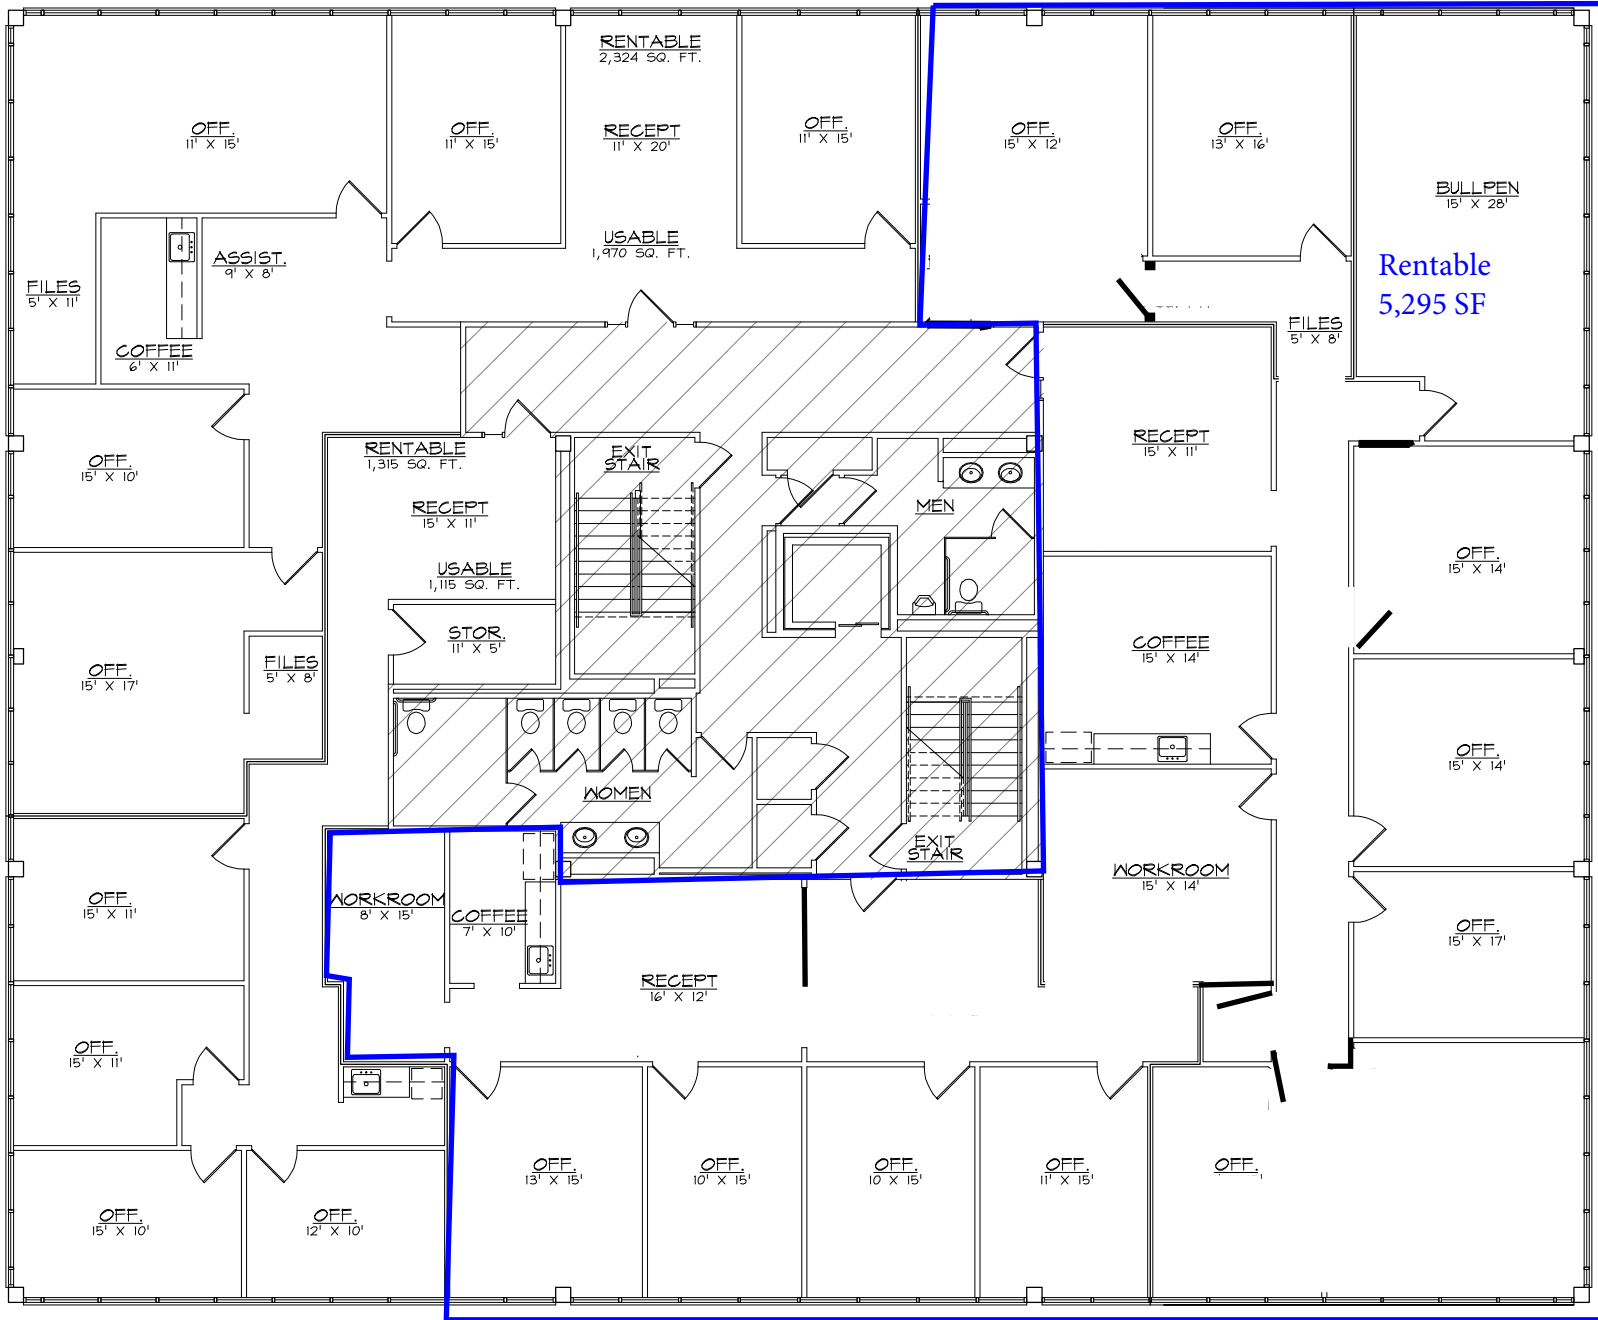 RENTABLE
2,324 SQ. FT.
OFF.
11' X 15'
OFF.
11' X 15'
RECEPT
11' X 20'
OFF.
11' X 15'
OFF.
15' X 12'
OFF.
13' X 16'
BULLPEN
15' X 28'
USABLE
1,970 SQ. FT.
ASSIST.
9' X 8'
FILES
5' X 11'
COFFEE
6' X 11'
Rentable
5,295 SF
FILES
5' X 8'
RENTABLE
1,315 SQ. FT.
EXIT
STAIR
RECEPT
15' X 11'
OFF.
15' X 10'
RECEPT
15' X 11'
MEN
USABLE
1,115 SQ. FT.
OFF.
15' X 14'
STOR.
11' X 5'
COFFEE
15' X 14'
OFF.
15' X 17'
FILES
5' X 8'
OFF.
15' X 14'
WOMEN
EXIT
STAIR
WORKROOM
15' X 14'
OFF.
15' X 11'
WORKROOM
8' X 15'
COFFEE
7' X 10'
OFF.
15' X 17'
RECEPT
16' X 12'
OFF.
15' X 11'
OFF.
13' X 15'
OFF.
10' X 15'
OFF.
10 X 15'
OFF.
11' X 15'
OFF.
OFF.
15' X 10'
OFF.
12' X 10'